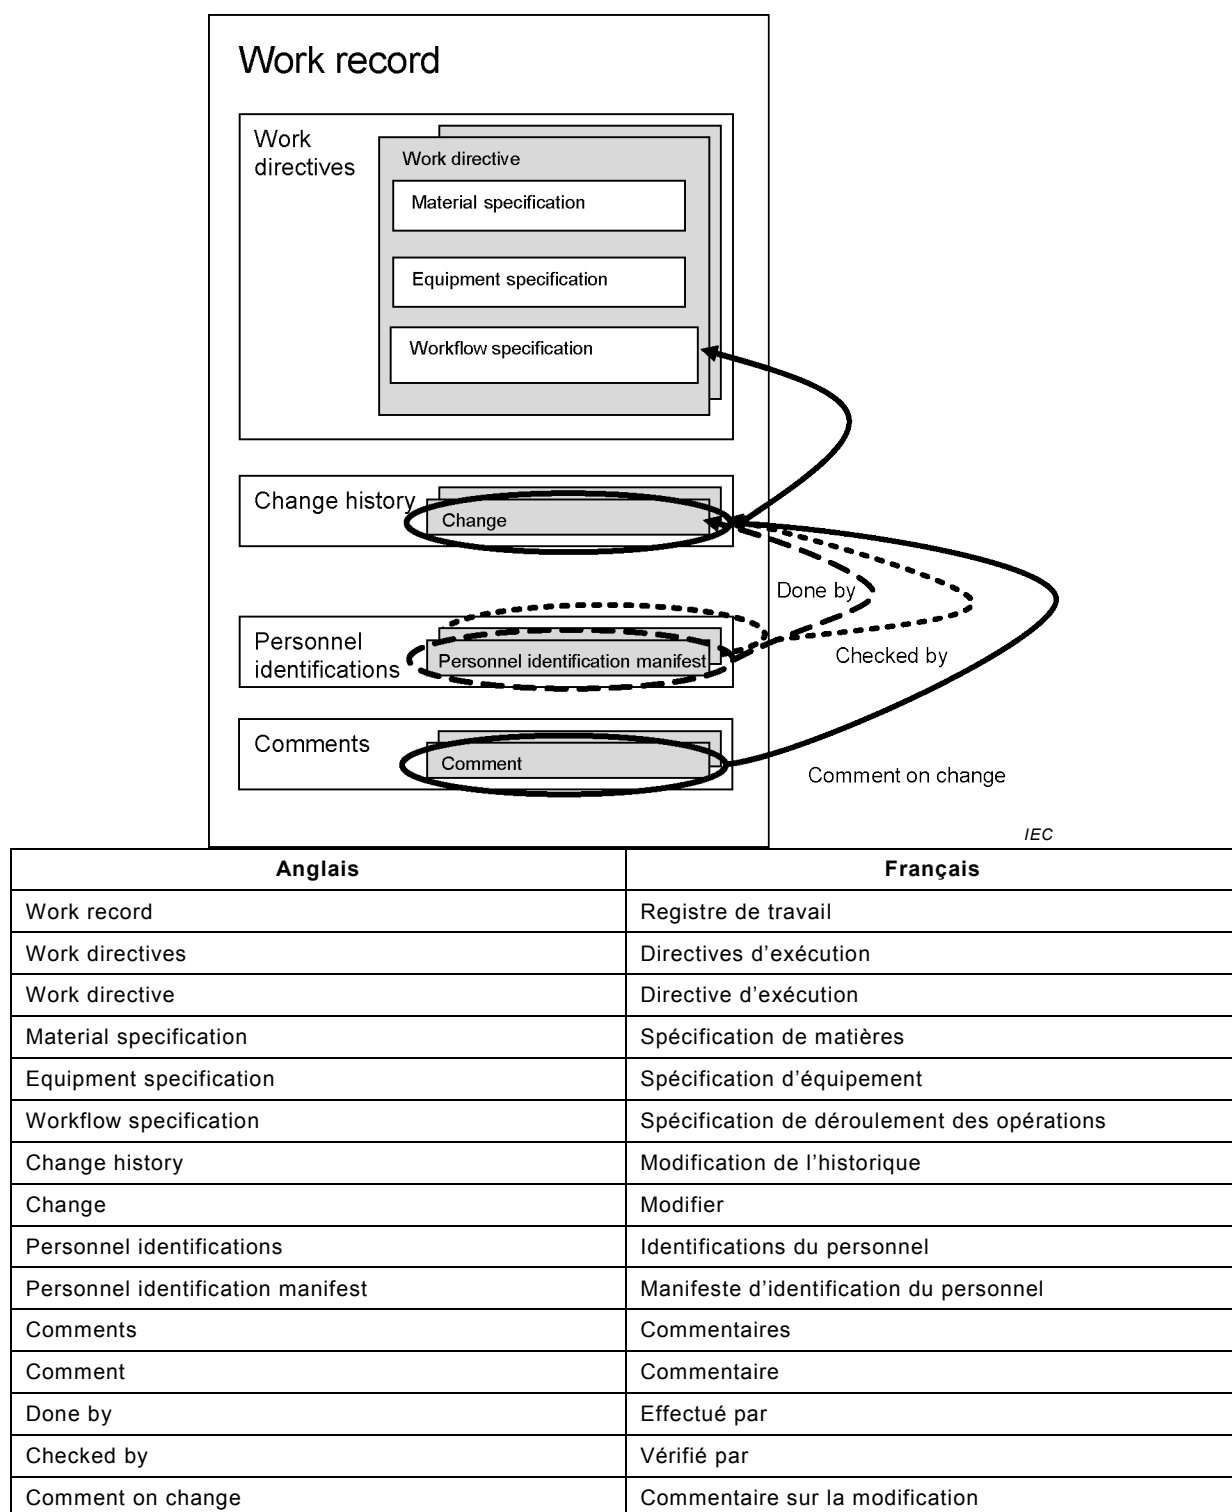 Work record
Work
directives
Work directive
Material specification
Equipment specification
Workflow specification
Change history
Change
Done by
Personnel
identifications
Personnel identification manifest
Checked by
Comments
Comment
Comment on change
IEC
Anglais Français
Work record Registre de travail
Work directives Directives d’exécution
Work directive Directive d’exécution
Material specification Spécification de matières
Equipment specification Spécification d’équipement
Workflow specification Spécification de déroulement des opérations
Change history Modification de l’historique
Change Modifier
Personnel identifications Identifications du personnel
Personnel identification manifest Manifeste d’identification du personnel
Comments Commentaires
Comment Commentaire
Done by Effectué par
Checked by Vérifié par
Comment on change Commentaire sur la modification